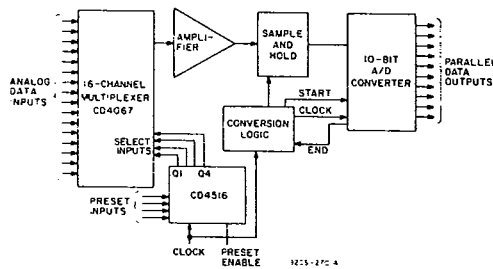 ANALOG
DATA
INPUTS
16-CHANNEL
MULTIPLEXER
CD4067
SELECT
INPUTS
AMPLI-
FIER
SAMPLE
AND
HOLD
10-BIT
A/D
CONVERTER
PARALLEL
DATA
OUTPUTS
START
CLOCK
CONVERSION
LOGIC
END
Q1
Q4
CD4516
PRESET
INPUTS
CLOCK
PRESET
ENABLE